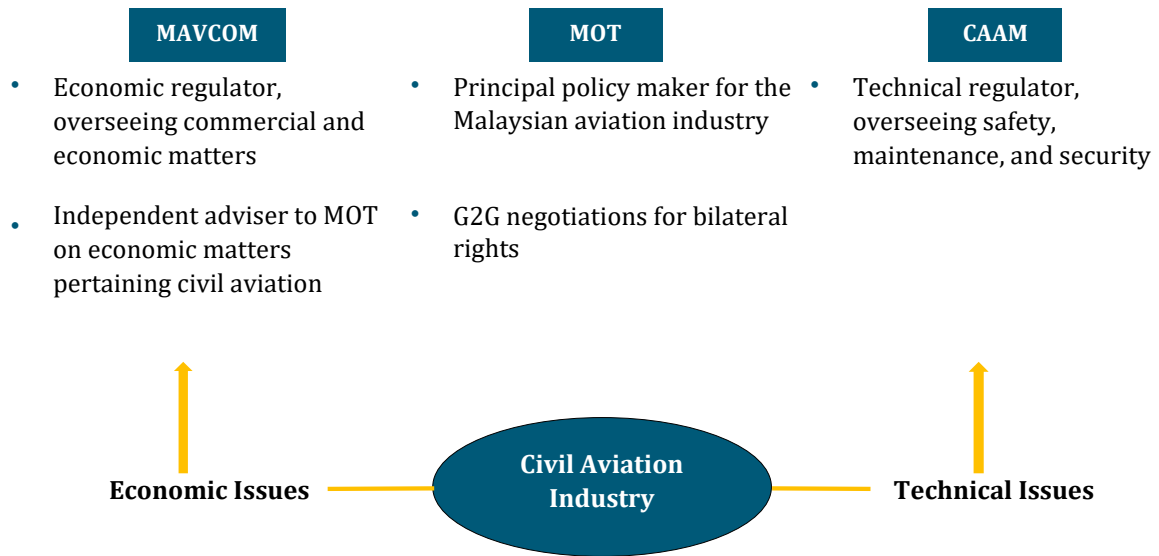 MAVCOM
• Economic regulator,
overseeing commercial and
economic matters
• Independent adviser to MOT
on economic matters
pertaining civil aviation
MOT
• Principal policy maker for the
Malaysian aviation industry
• G2G negotiations for bilateral
rights
CAAM
• Technical regulator,
overseeing safety,
maintenance, and security
Economic Issues
Civil Aviation
Industry
Technical Issues